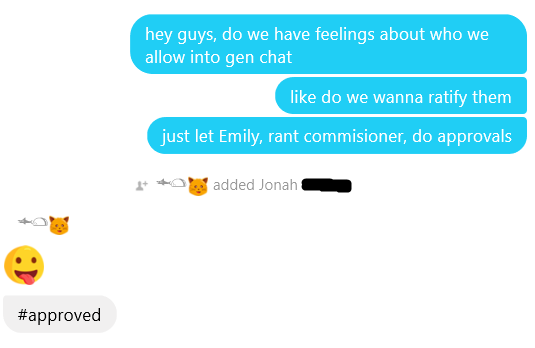 hey guys, do we have feelings about who we
allow into gen chat
like do we wanna ratify them
just let Emily, rant commisioner, do approvals
added Jonah
#approved